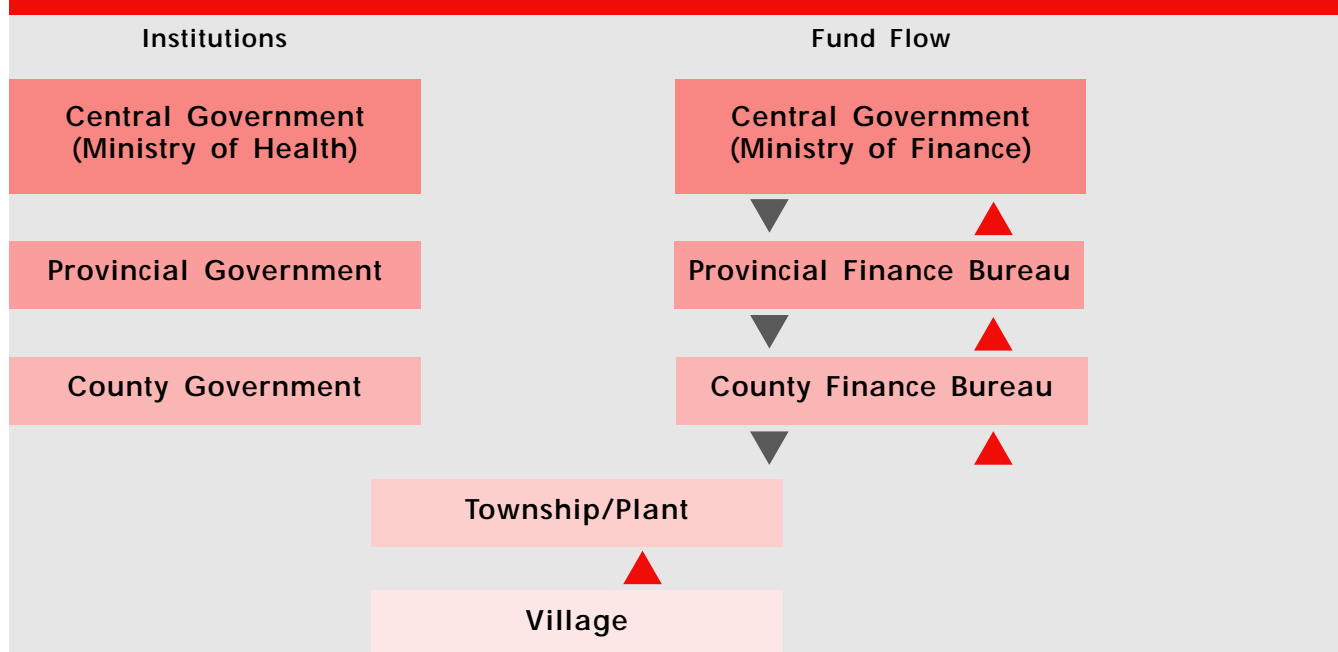 Institutions
Fund Flow
Central Government
(Ministry of Health)
Central Government
(Ministry of Finance)
Provincial Government
Provincial Finance Bureau
County Government
County Finance Bureau
Township/Plant
Village